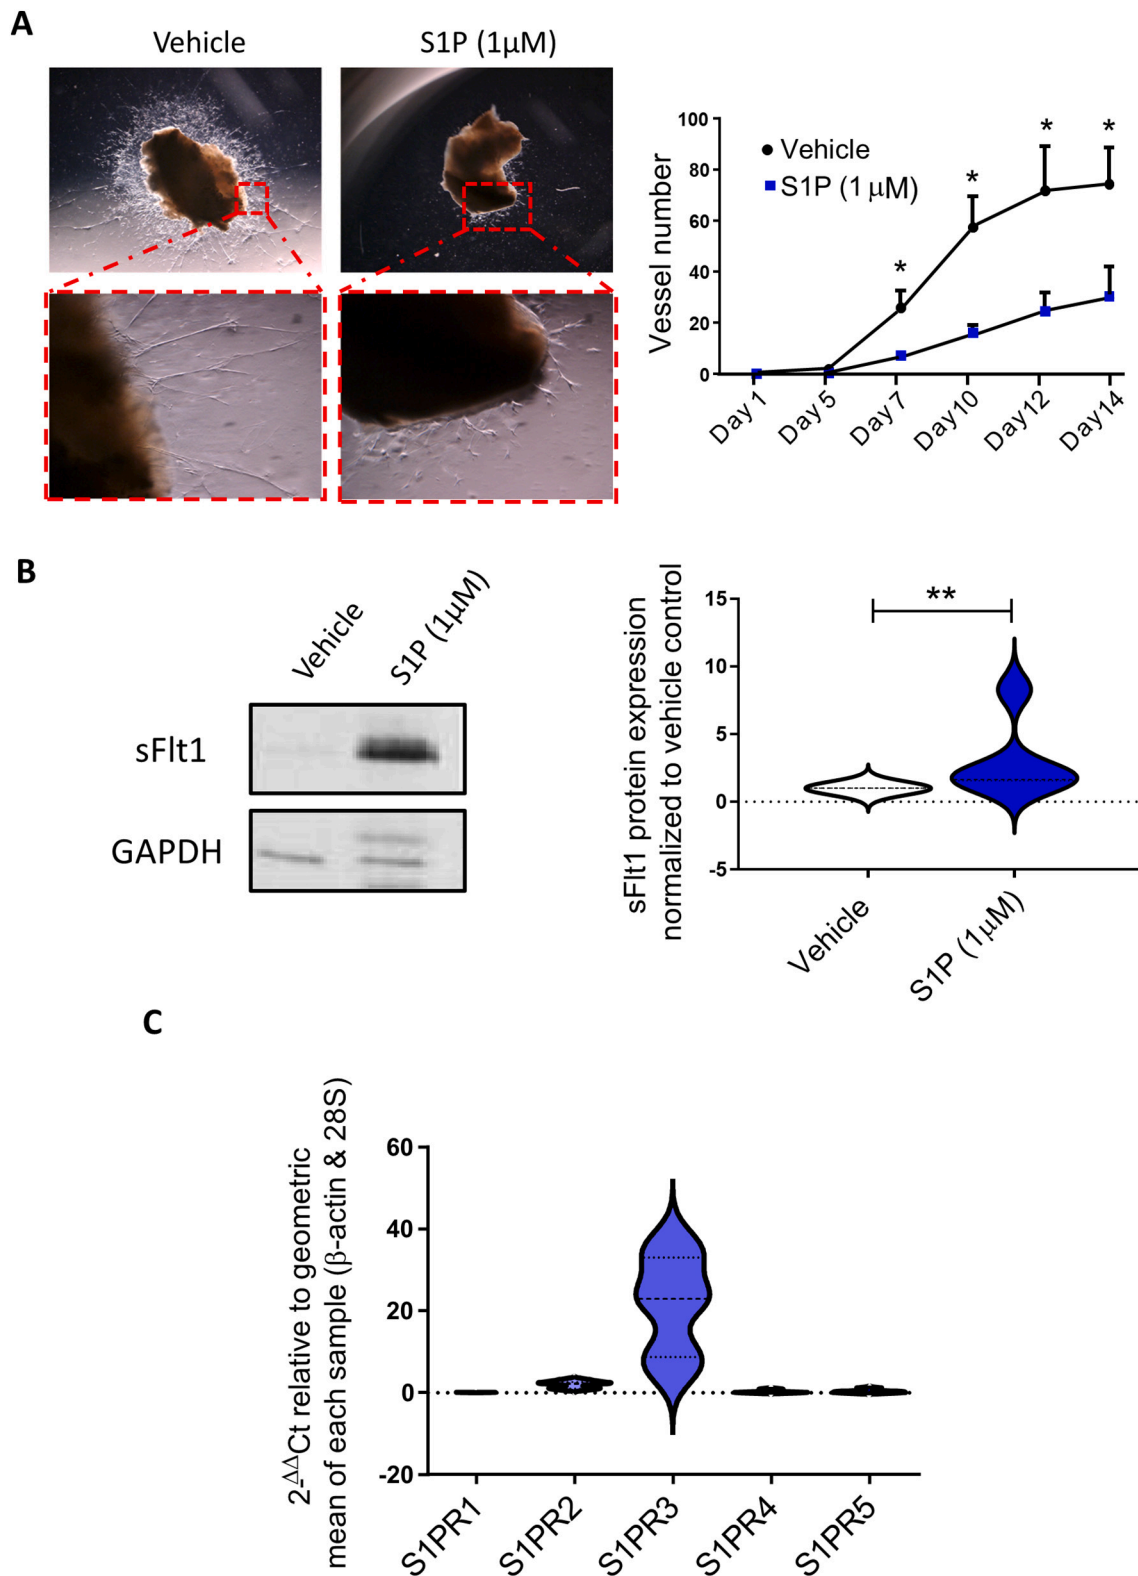 A
Vehicle
S1P (1μM)
100
80
60
40
20
0
Vessel number
Vehicle
S1P (1 μM)
*
*
*
*
Day 1
Day 5
Day 7
Day10
Day12
Day14
B
Vehicle
S1P (1μM)
sFlt1
GAPDH
sFlt1 protein expression
normalized to vehicle control
15
10
5
0
-5
**
Vehicle
S1P (1μM)
C
2-ΔΔCt relative to geometric
mean of each sample (β-actin & 28S)
60
40
20
0
-20
S1PR1
S1PR2
S1PR3
S1PR4
S1PR5